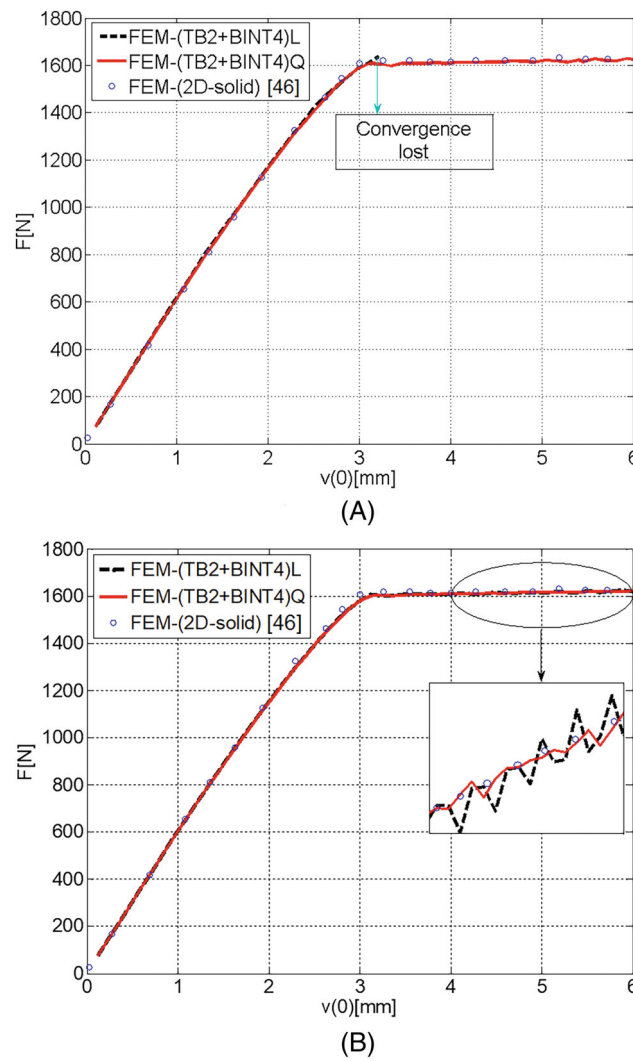 1800
1600
1400
1200
1000
800
600
400
200
0
F[N]
FEM-(TB2+BINT4)L
FEM-(TB2+BINT4)Q
FEM-(2D-solid) [46]
Convergence
lost
0 1 2 3 4 5 6
v(0)[mm]
(A)
1800
1600
1400
1200
1000
800
600
400
200
0
F[N]
FEM-(TB2+BINT4)L
FEM-(TB2+BINT4)Q
FEM-(2D-solid) [46]
0 1 2 3 4 5 6
v(0)[mm]
(B)